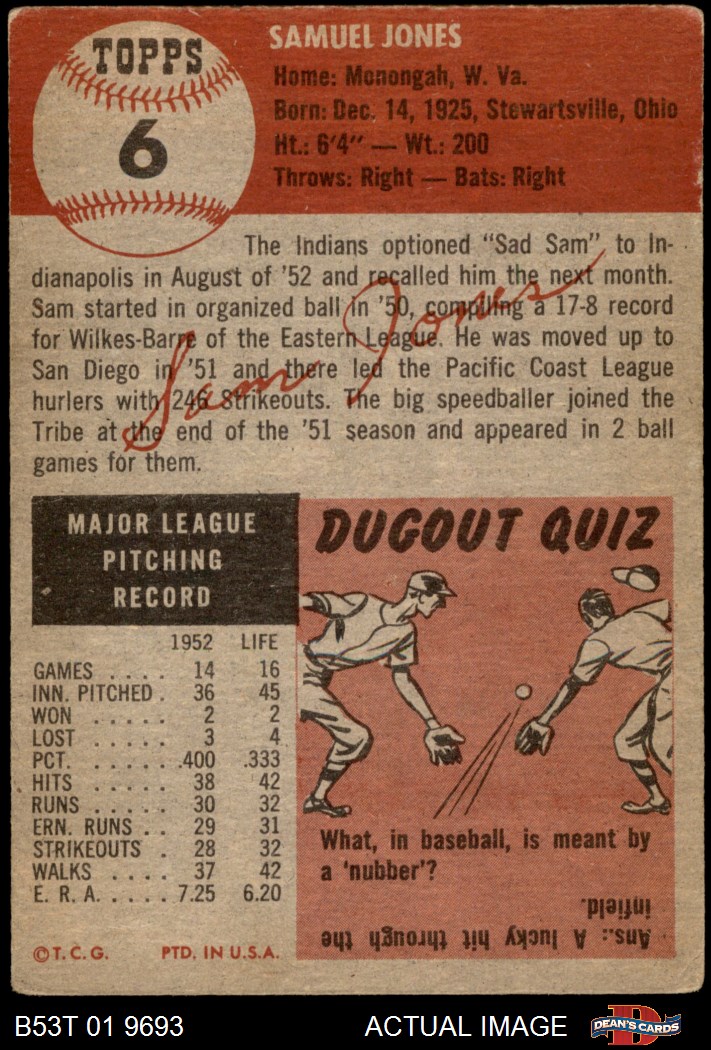 TOPPS
6
SAMUEL JONES
Home: Monongah, W. Va.
Born: Dec. 14, 1925, Stewartsville, Ohio
Ht.: 6'4" — Wt.: 200
Throws: Right — Bats: Right
The Indians optioned "Sad Sam" to In-
dianapolis in August of '52 and recalled him the next month.
Sam started in organized ball in '50, compiling a 17-8 record
for Wilkes-Barre of the Eastern League. He was moved up to
San Diego in '51 and there led the Pacific Coast League
hurlers with 246 Strikeouts. The big speedballer joined the
Tribe at the end of the '51 season and appeared in 2 ball
games for them.
Sam Jones
MAJOR LEAGUE
PITCHING
RECORD
1952 LIFE
GAMES . . . . 14 16
INN. PITCHED . 36 45
WON . . . . . 2 2
LOST . . . . . 3 4
PCT. . . . . . .400 .333
HITS . . . . . 38 42
RUNS . . . . . 30 32
ERN. RUNS . . 29 31
STRIKEOUTS . 28 32
WALKS . . . . 37 42
E. R. A. . . . . . 7.25 6.20
©T.C.G. PTD. IN U.S.A.
DUGOUT QUIZ
What, in baseball, is meant by
a 'nubber'?
Ans.: A lucky hit through the
infield.
B53T 01 9693 ACTUAL IMAGE
D
DEAN'S CARDS